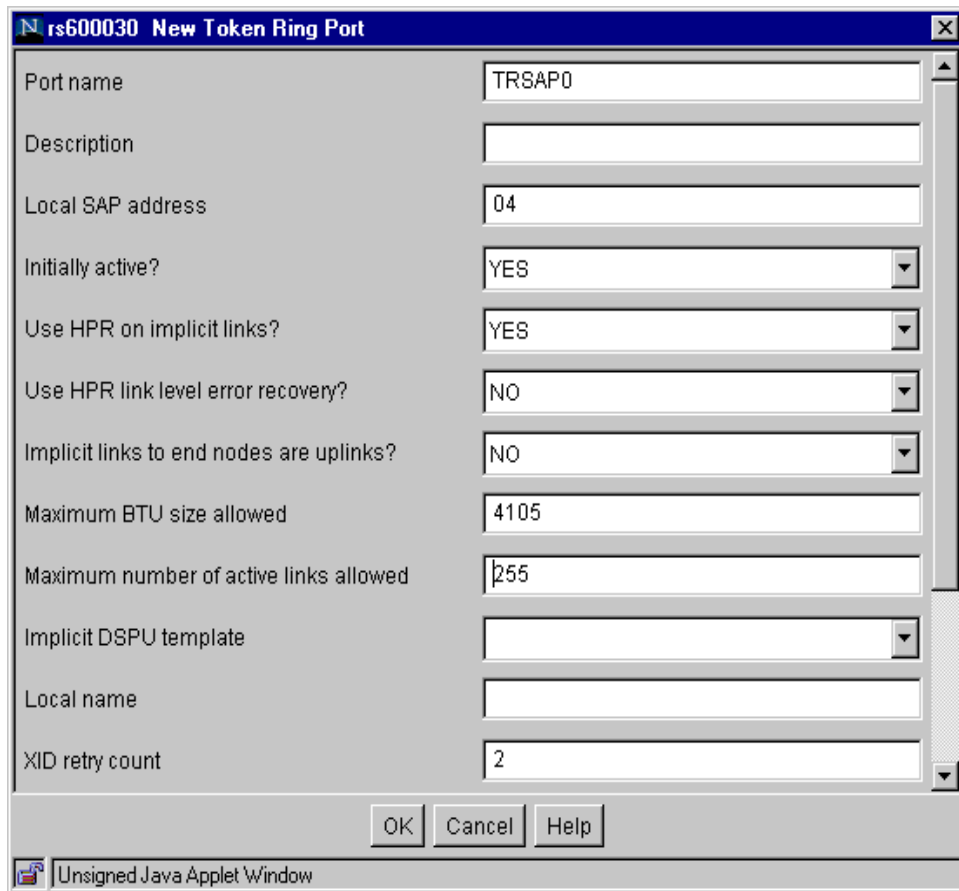 N rs600030 New Token Ring Port
Port name TRSAP0
Description
Local SAP address 04
Initially active? YES
Use HPR on implicit links? YES
Use HPR link level error recovery? NO
Implicit links to end nodes are uplinks? NO
Maximum BTU size allowed 4105
Maximum number of active links allowed 255
Implicit DSPU template
Local name
XID retry count 2
OK Cancel Help
Unsigned Java Applet Window